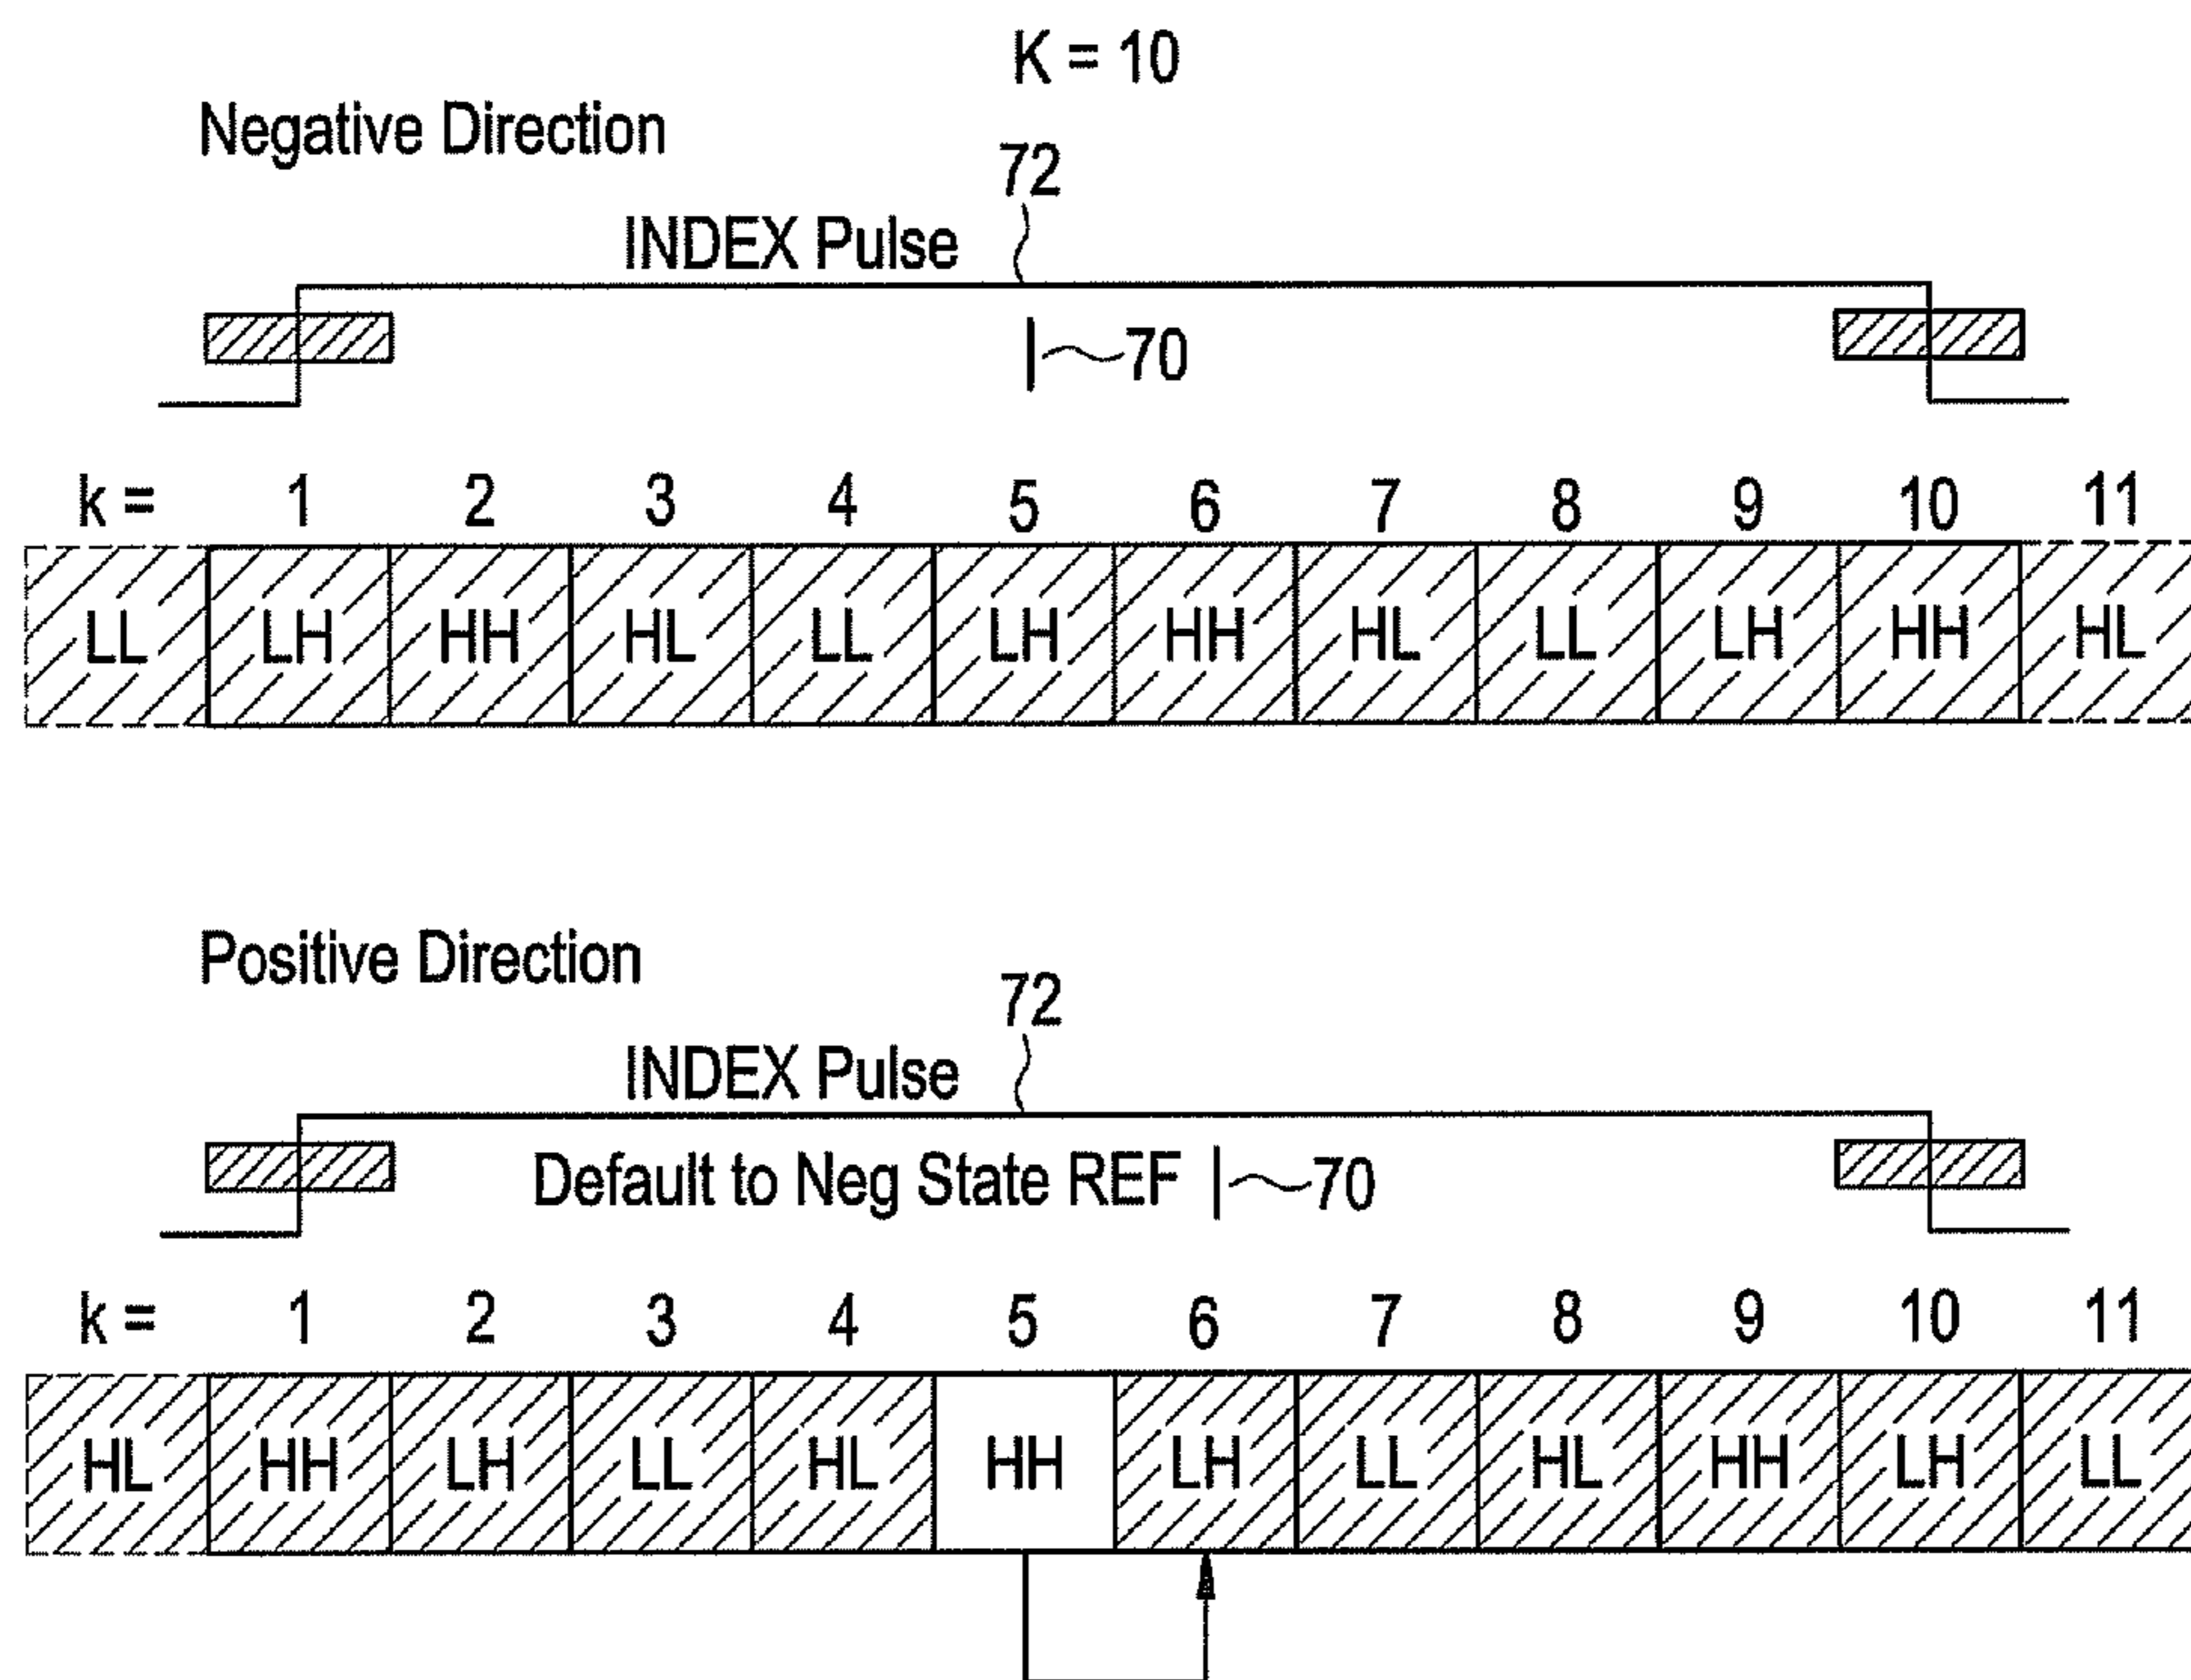 K = 10
Negative Direction
72
INDEX Pulse
70
k = 1 2 3 4 5 6 7 8 9 10 11
LL LH HH HL LL LH HH HL LL LH HH HL
Positive Direction
72
INDEX Pulse
Default to Neg State REF 70
k = 1 2 3 4 5 6 7 8 9 10 11
HL HH LH LL HL HH LH LL HL HH LH LL